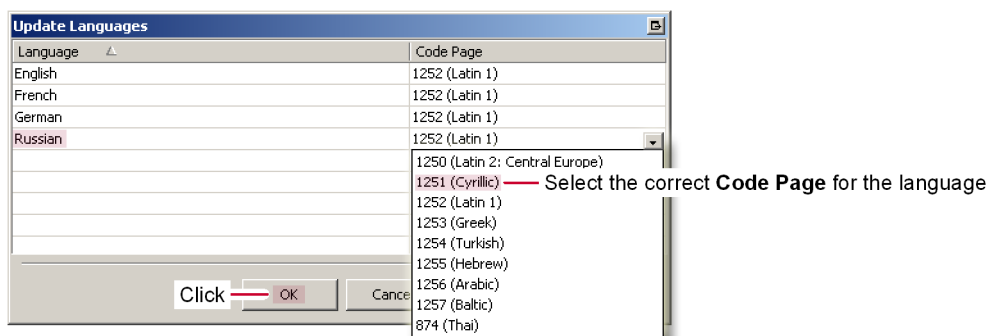 Update Languages
Language Code Page
English 1252 (Latin 1)
French 1252 (Latin 1)
German 1252 (Latin 1)
Russian 1252 (Latin 1)
1250 (Latin 2: Central Europe)
1251 (Cyrillic) Select the correct Code Page for the language
1252 (Latin 1)
1253 (Greek)
1254 (Turkish)
1255 (Hebrew)
1256 (Arabic)
Click OK Cance
1257 (Baltic)
874 (Thai)